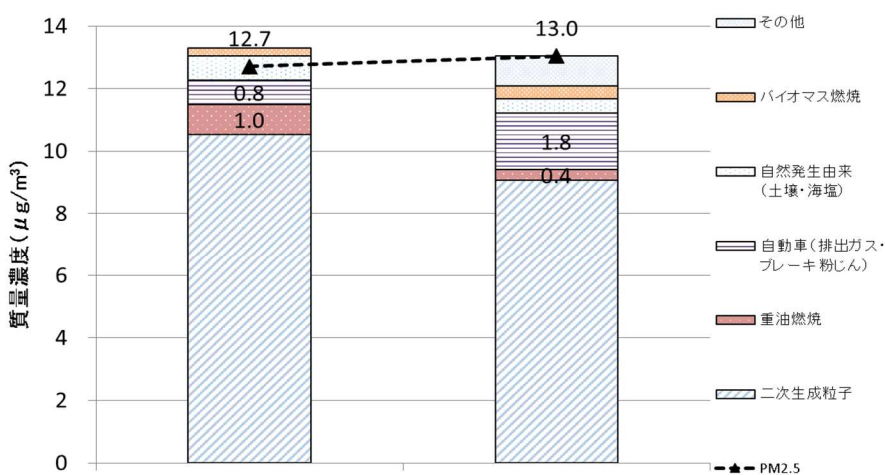 質量濃度(μg/m³)
14
12
10
8
6
4
2
0
12.7
0.8
1.0
13.0
1.8
0.4
その他
バイオマス燃焼
自然発生由来
(土壌・海塩)
自動車(排出ガス・
ブレーキ粉じん)
重油燃焼
二次生成粒子
PM2.5